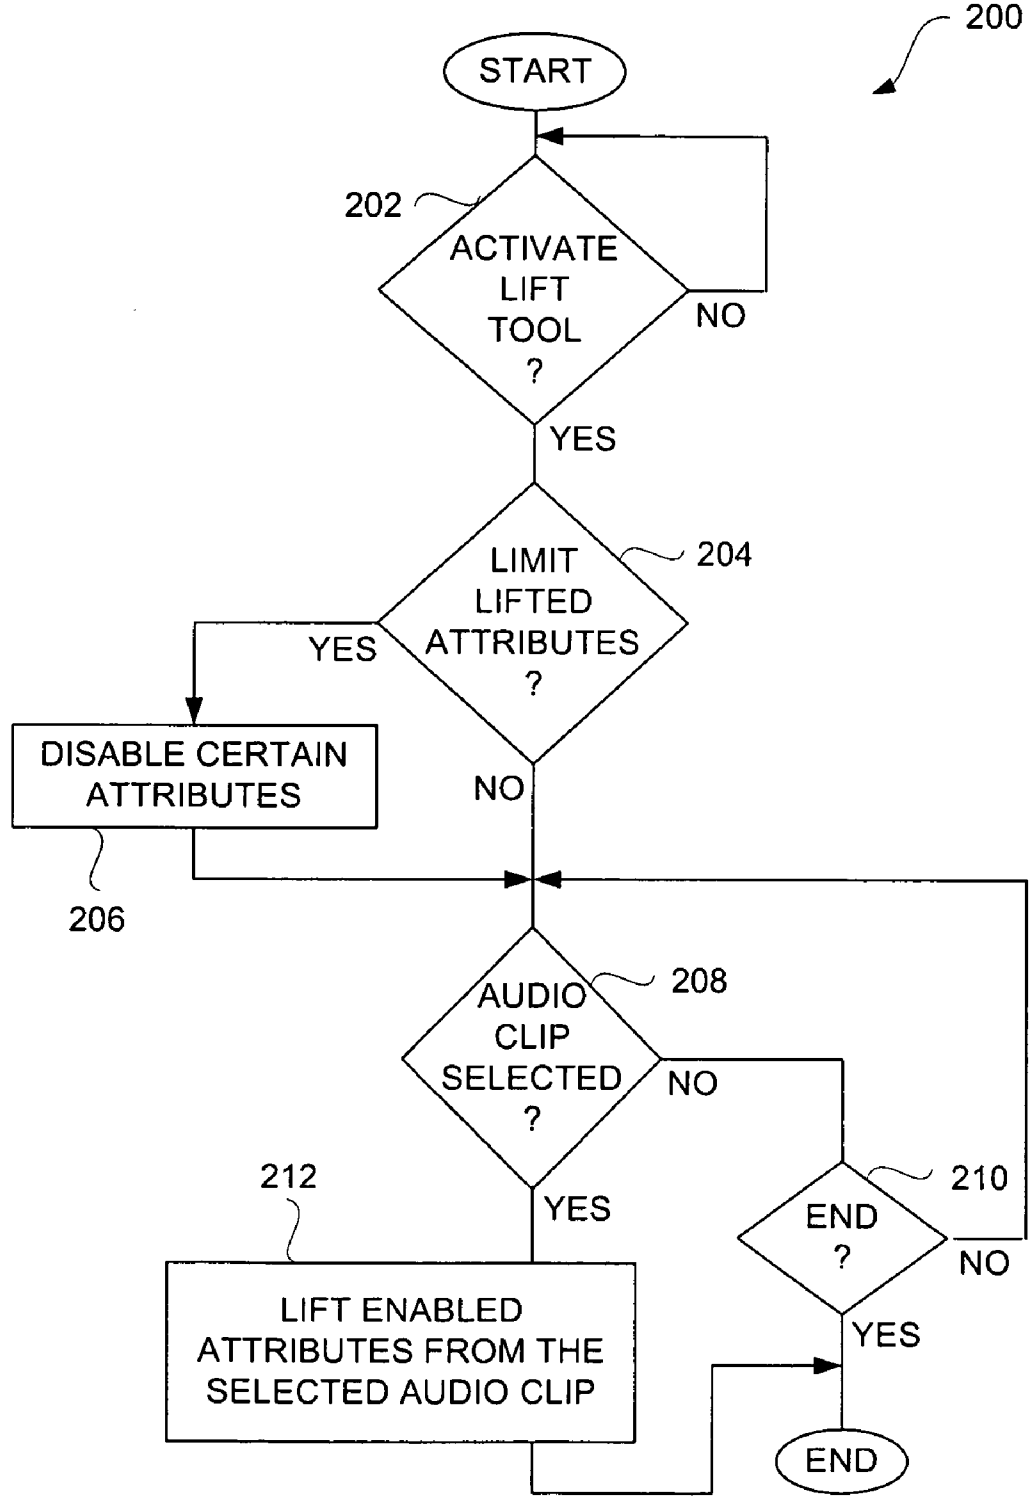 200
START
202
ACTIVATE
LIFT
TOOL
?
NO
YES
204
LIMIT
LIFTED
ATTRIBUTES
?
YES
DISABLE CERTAIN
ATTRIBUTES
206
NO
208
AUDIO
CLIP
SELECTED
?
NO
210
END
?
NO
YES
212
YES
LIFT ENABLED
ATTRIBUTES FROM THE
SELECTED AUDIO CLIP
END